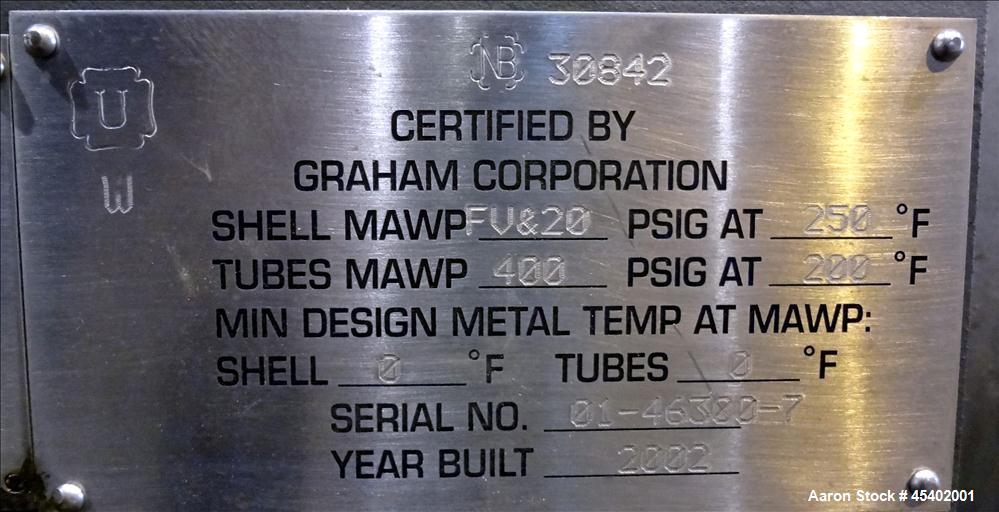 NB 30842
U
CERTIFIED BY
W
GRAHAM CORPORATION
SHELL MAWP FV&20 PSIG AT 250 °F
TUBES MAWP 400 PSIG AT 200 °F
MIN DESIGN METAL TEMP AT MAWP:
SHELL 0 °F TUBES 0 °F
SERIAL NO. 01-46300-7
YEAR BUILT 2002
Aaron Stock # 45402001